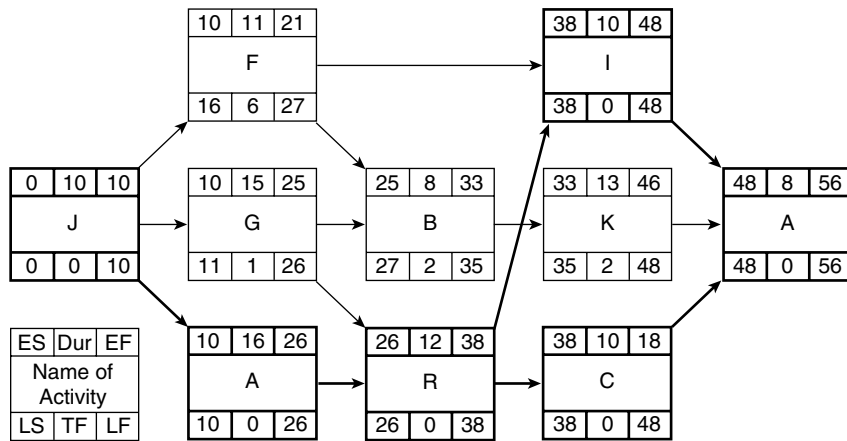 10 11 21
F
16 6 27
38 10 48
I
38 0 48
0 10 10
J
0 0 10
10 15 25
G
11 1 26
25 8 33
B
27 2 35
33 13 46
K
35 2 48
48 8 56
A
48 0 56
ES Dur EF
Name of
Activity
LS TF LF
10 16 26
A
10 0 26
26 12 38
R
26 0 38
38 10 18
C
38 0 48